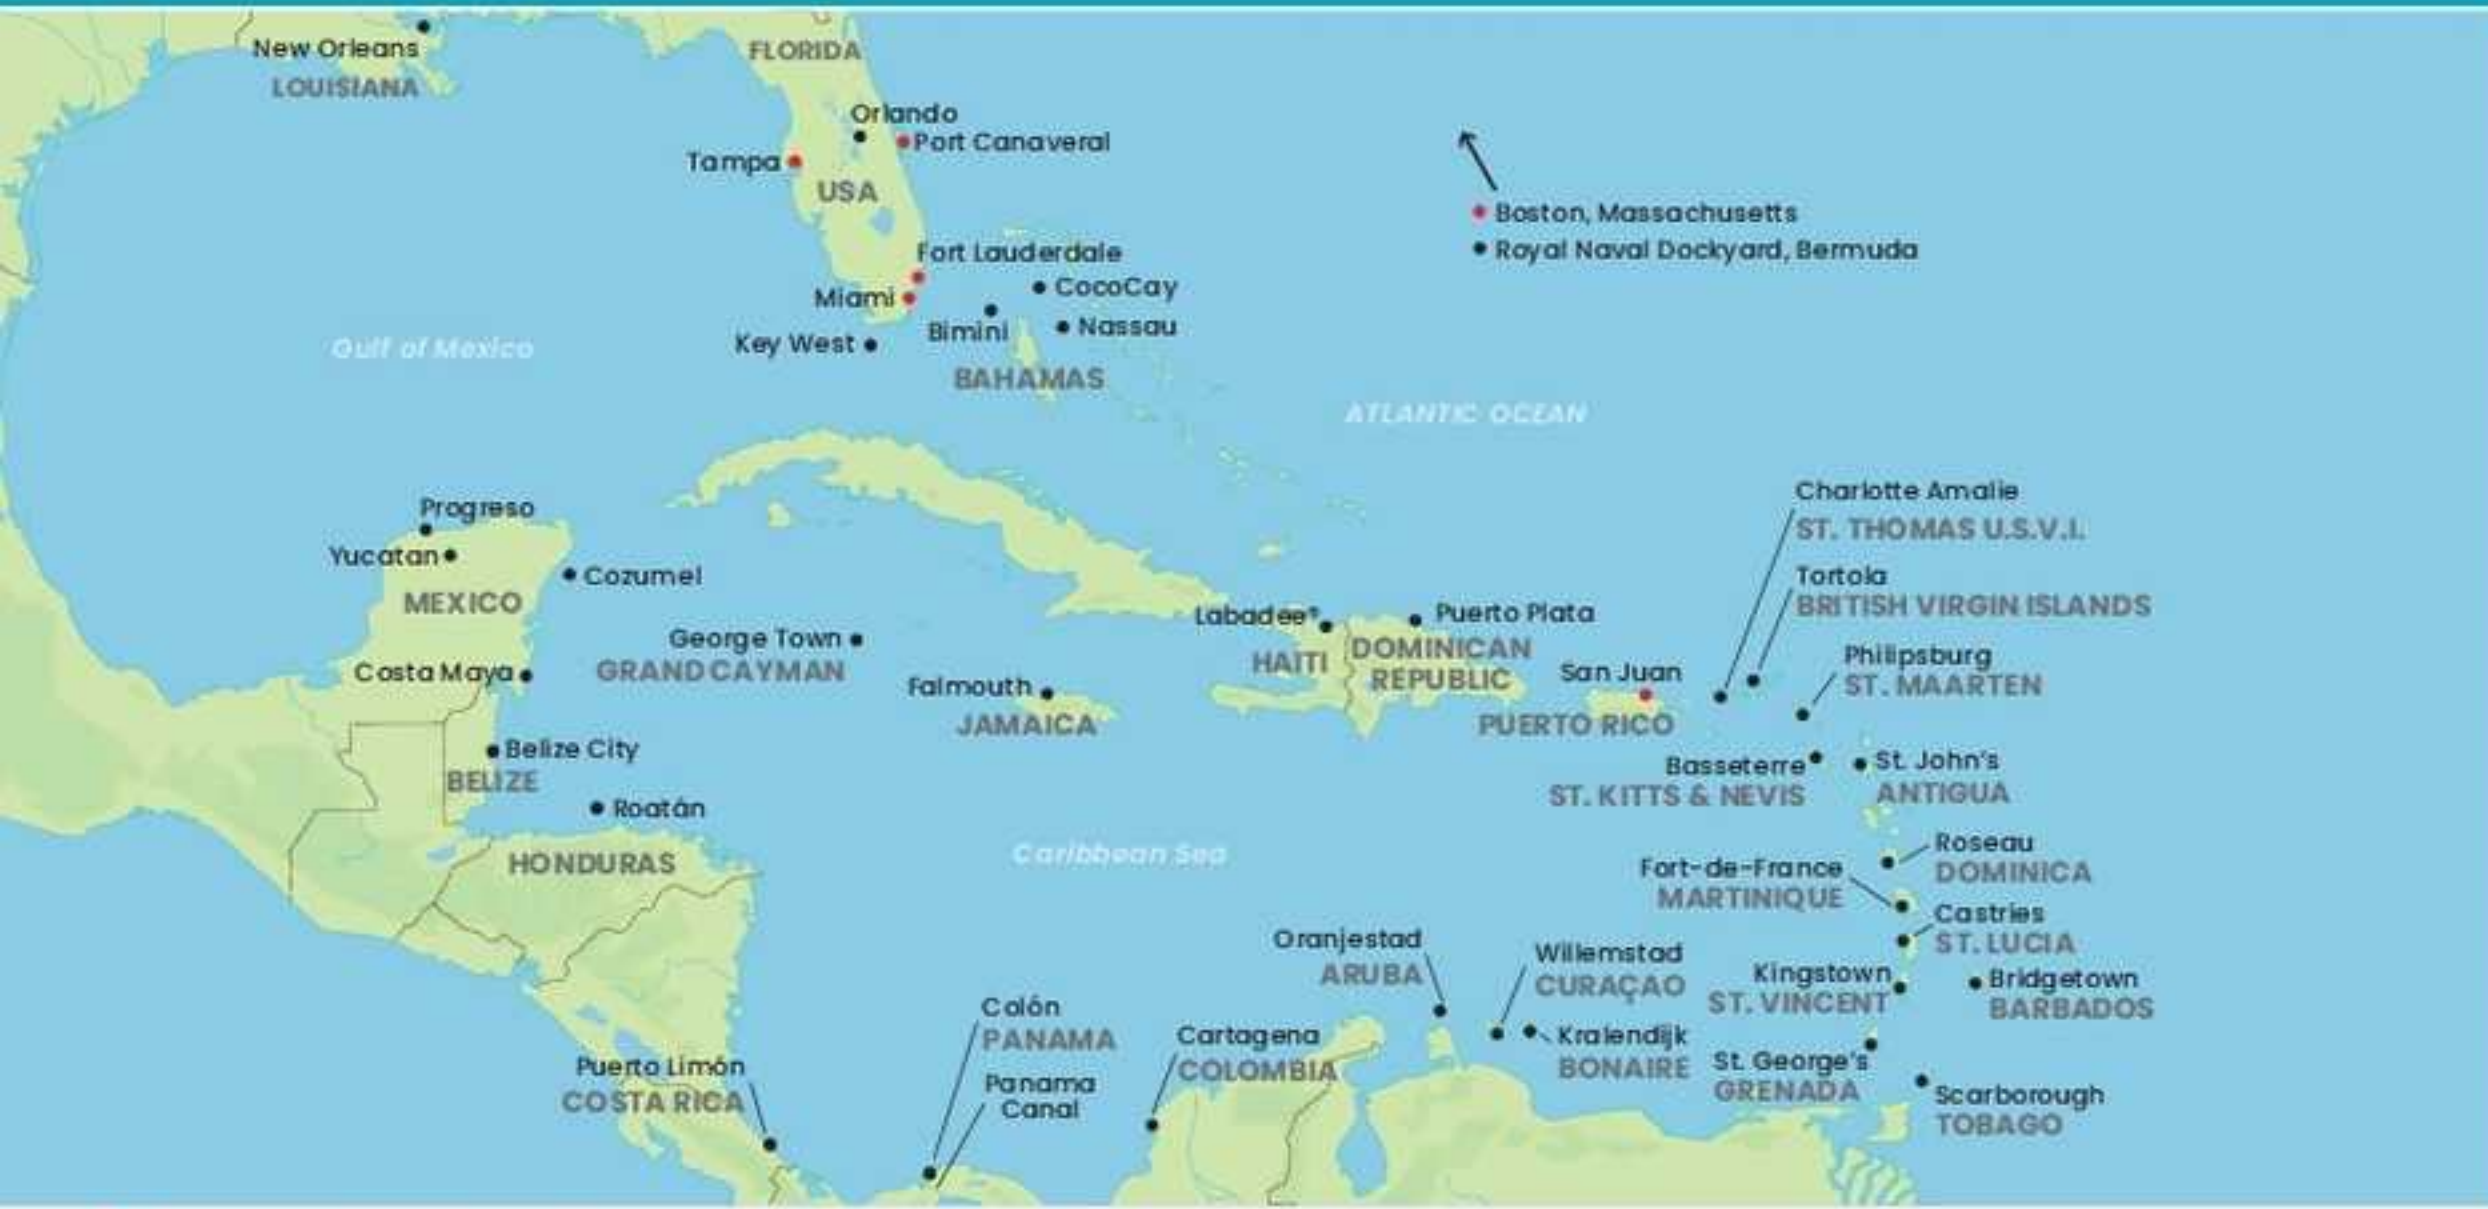 New Orleans
LOUISIANA
FLORIDA
Orlando
Port Canaveral
Tampa
USA
Boston, Massachusetts
Royal Naval Dockyard, Bermuda
Fort Lauderdale
Miami
CocoCay
Bimini
Nassau
Key West
BAHAMAS
Gulf of Mexico
ATLANTIC OCEAN
Progreso
Yucatan
Cozumel
MEXICO
Costa Maya
George Town
GRAND CAYMAN
Falmouth
JAMAICA
Labadee®
HAITI
Puerto Plata
DOMINICAN
REPUBLIC
San Juan
PUERTO RICO
Charlotte Amalie
ST. THOMAS U.S.V.I.
Tortola
BRITISH VIRGIN ISLANDS
Philipsburg
ST. MAARTEN
Basseterre
ST. KITTS & NEVIS
St. John's
ANTIGUA
Belize City
BELIZE
Roatán
HONDURAS
Caribbean Sea
Roseau
DOMINICA
Fort-de-France
MARTINIQUE
Castries
ST. LUCIA
Kingstown
ST. VINCENT
Bridgetown
BARBADOS
Oranjestad
ARUBA
Willemstad
CURAÇAO
Kralendijk
BONAIRE
St. George's
GRENADA
Scarborough
TOBAGO
Colón
PANAMA
Panama
Canal
Cartagena
COLOMBIA
Puerto Limón
COSTA RICA